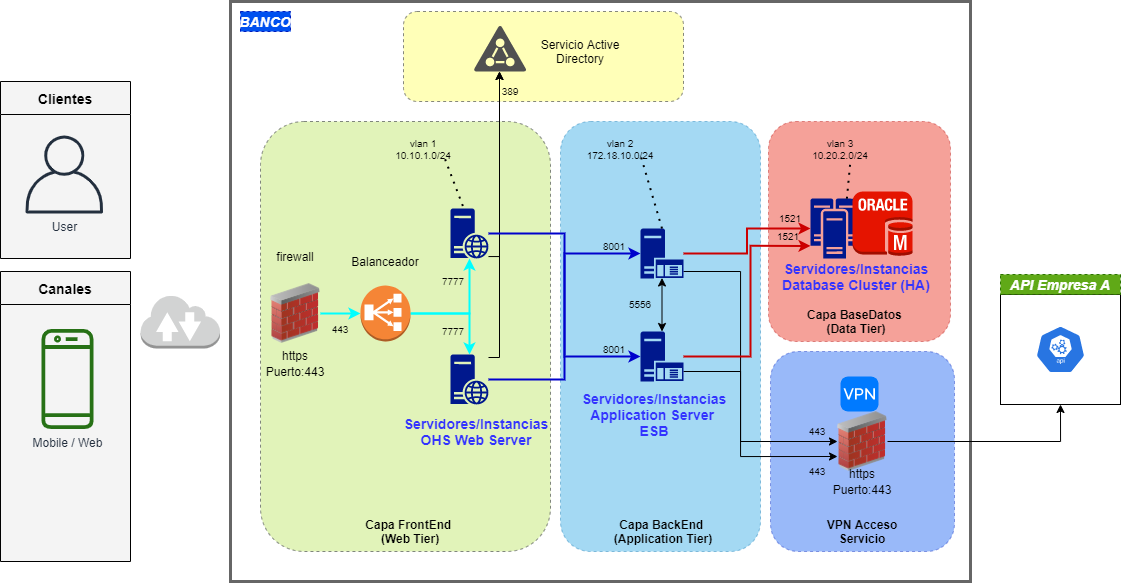 BANCO
Servicio Active
Directory
389
Clientes
User
Canales
Mobile / Web
vlan 1
10.10.1.0/24
firewall
Balanceador
443
7777
7777
https
Puerto:443
Servidores/Instancias
OHS Web Server
Capa FrontEnd
(Web Tier)
vlan 2
172.18.10.0/24
8001
5556
8001
Servidores/Instancias
Application Server
ESB
Capa BackEnd
(Application Tier)
vlan 3
10.20.2.0/24
1521
1521
ORACLE
M
Servidores/Instancias
Database Cluster (HA)
Capa BaseDatos
(Data Tier)
VPN
443
443
https
Puerto:443
VPN Acceso
Servicio
API Empresa A
api